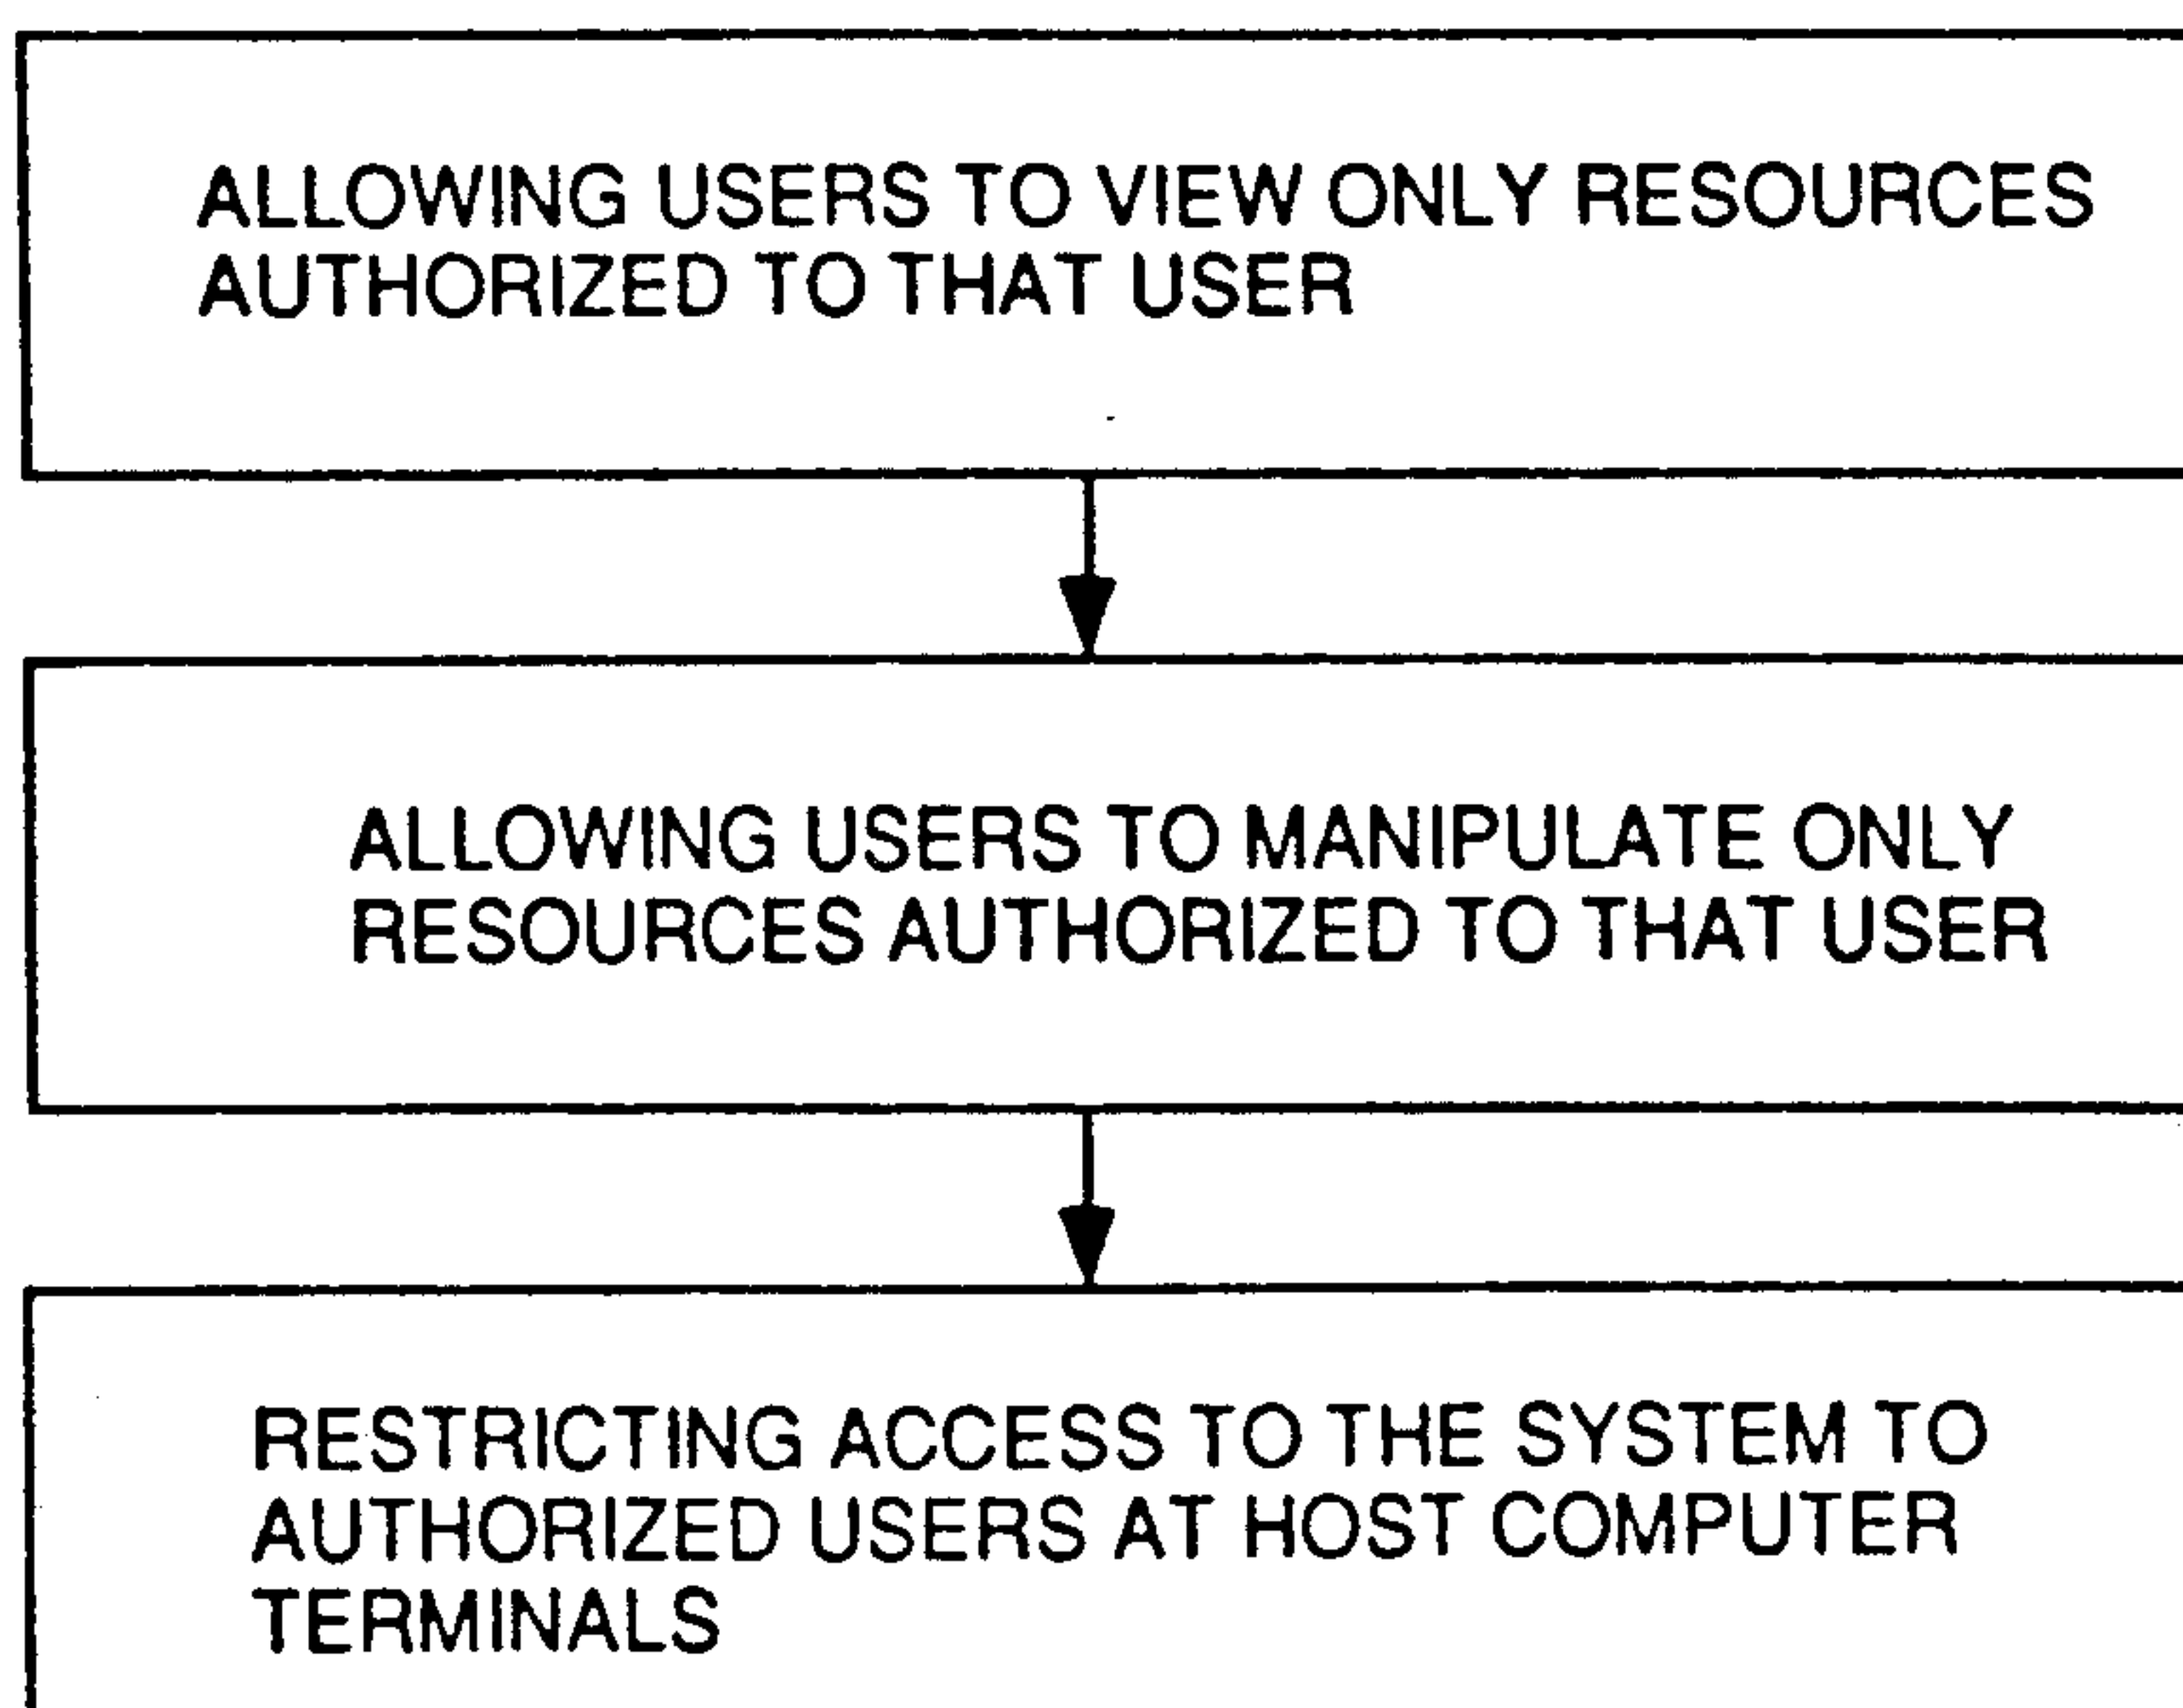 ALLOWING USERS TO VIEW ONLY RESOURCES
AUTHORIZED TO THAT USER
ALLOWING USERS TO MANIPULATE ONLY
RESOURCES AUTHORIZED TO THAT USER
RESTRICTING ACCESS TO THE SYSTEM TO
AUTHORIZED USERS AT HOST COMPUTER
TERMINALS